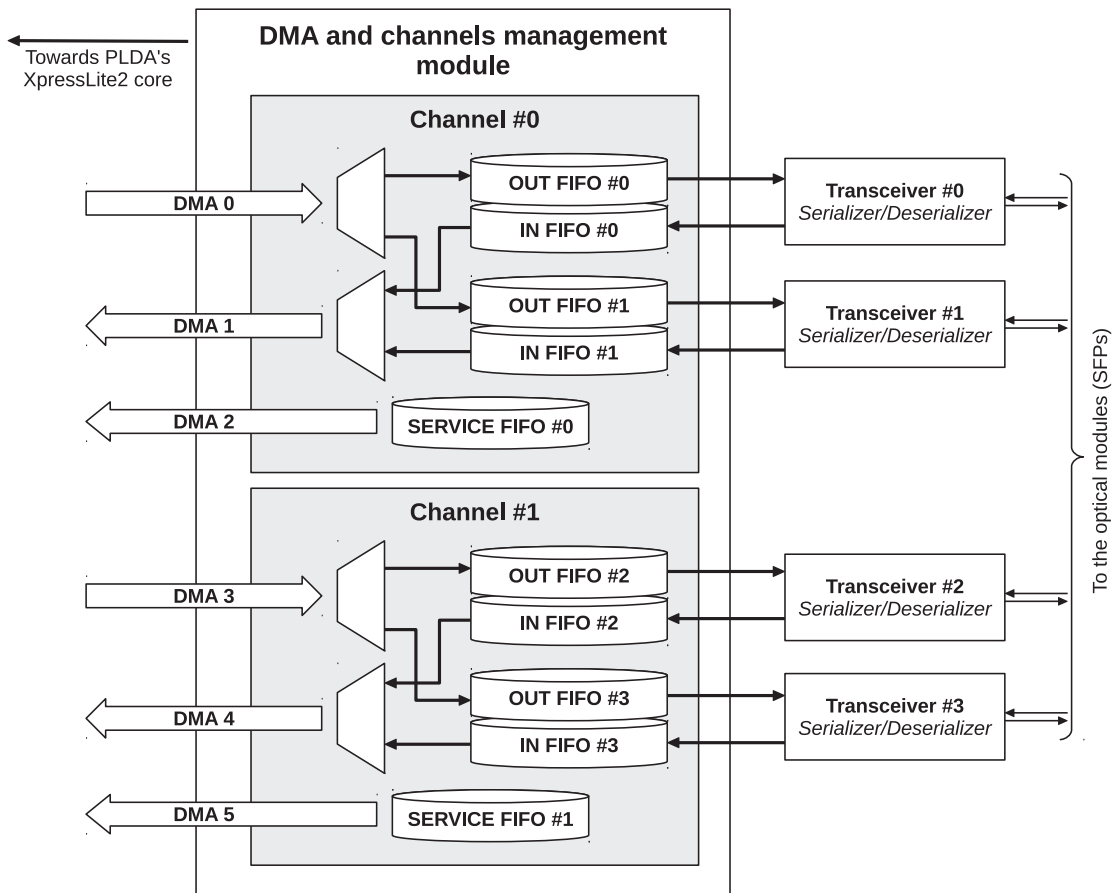 DMA and channels management
module
Towards PLDA's
XpressLite2 core
Channel #0
DMA 0
OUT FIFO #0
IN FIFO #0
Transceiver #0
Serializer/Deserializer
DMA 1
OUT FIFO #1
IN FIFO #1
Transceiver #1
Serializer/Deserializer
DMA 2
SERVICE FIFO #0
To the optical modules (SFPs)
Channel #1
DMA 3
OUT FIFO #2
IN FIFO #2
Transceiver #2
Serializer/Deserializer
DMA 4
OUT FIFO #3
IN FIFO #3
Transceiver #3
Serializer/Deserializer
DMA 5
SERVICE FIFO #1